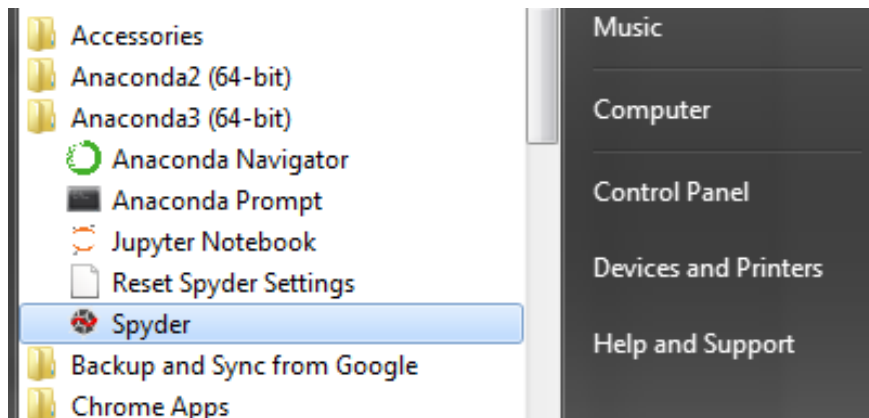 Accessories
Anaconda2 (64-bit)
Anaconda3 (64-bit)
Anaconda Navigator
Anaconda Prompt
Jupyter Notebook
Reset Spyder Settings
Spyder
Backup and Sync from Google
Chrome Apps
Music
Computer
Control Panel
Devices and Printers
Help and Support